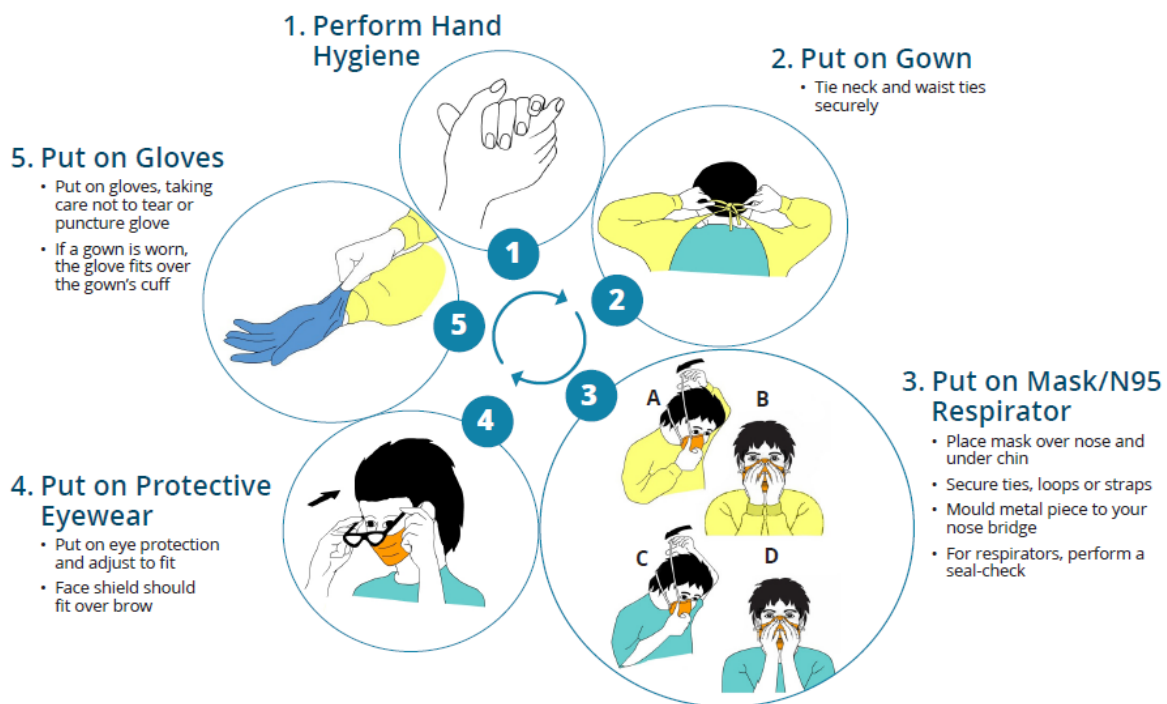 1. Perform Hand
Hygiene
2. Put on Gown
• Tie neck and waist ties
securely
5. Put on Gloves
• Put on gloves, taking
care not to tear or
puncture glove
• If a gown is worn,
the glove fits over
the gown's cuff
1
2
5
3
4
A
B
C
D
3. Put on Mask/N95
Respirator
• Place mask over nose and
under chin
• Secure ties, loops or straps
• Mould metal piece to your
nose bridge
• For respirators, perform a
seal-check
4. Put on Protective
Eyewear
• Put on eye protection
and adjust to fit
• Face shield should
fit over brow